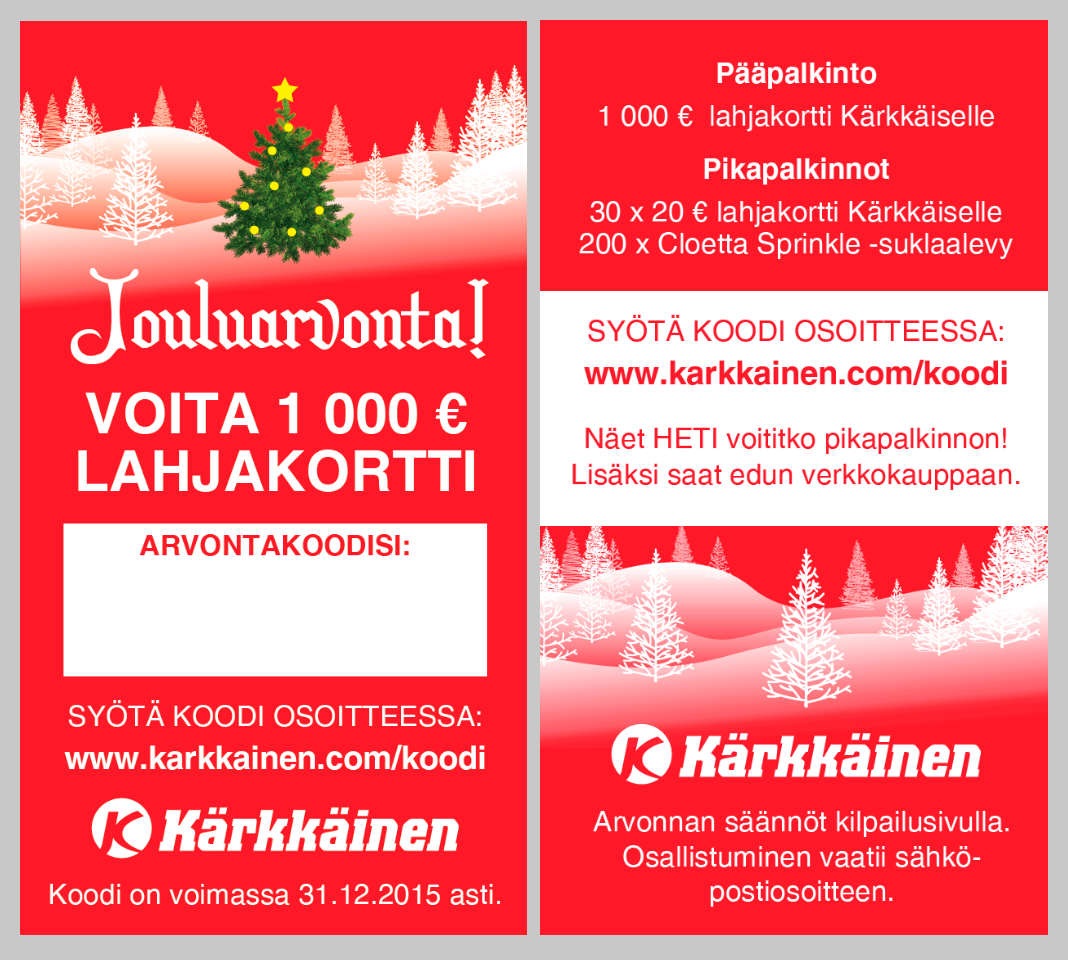 Jouluarvonta!
VOITA 1 000 €
LAHJAKORTTI
ARVONTAKOODISI:
SYÖTÄ KOODI OSOITTEESSA:
www.karkkainen.com/koodi
K Kärkkäinen
Koodi on voimassa 31.12.2015 asti.
Pääpalkinto
1 000 € lahjakortti Kärkkäiselle
Pikapalkinnot
30 x 20 € lahjakortti Kärkkäiselle
200 x Cloetta Sprinkle -suklaalevy
SYÖTÄ KOODI OSOITTEESSA:
www.karkkainen.com/koodi
Näet HETI voititko pikapalkinnon!
Lisäksi saat edun verkkokauppaan.
K Kärkkäinen
Arvonnan säännöt kilpailusivulla.
Osallistuminen vaatii sähkö-
postiosoitteen.